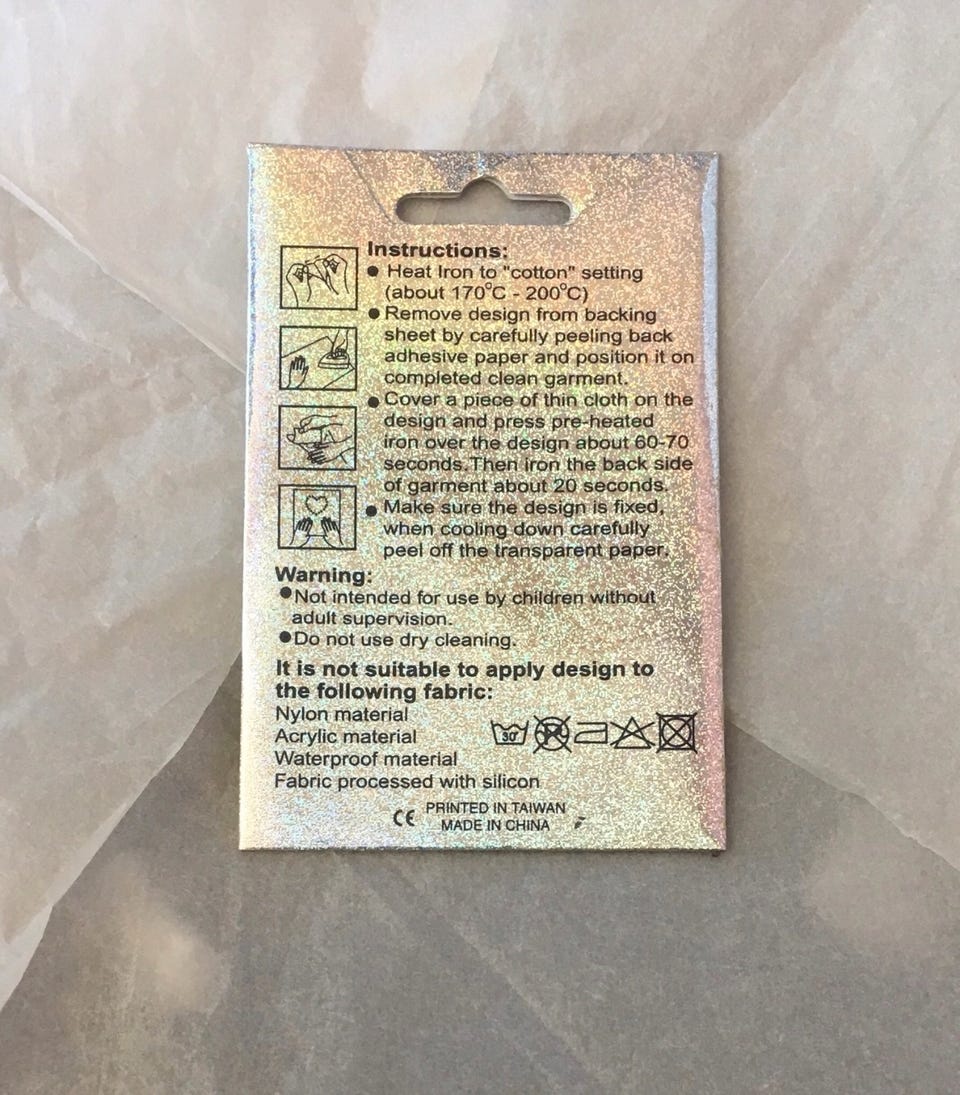 Instructions:
● Heat Iron to "cotton" setting
(about 170°C - 200°C)
● Remove design from backing
sheet by carefully peeling back
adhesive paper and position it on
completed clean garment.
● Cover a piece of thin cloth on the
design and press pre-heated
iron over the design about 60-70
seconds.Then iron the back side
of garment about 20 seconds.
● Make sure the design is fixed,
when cooling down carefully
peel off the transparent paper.
Warning:
● Not intended for use by children without
adult supervision.
● Do not use dry cleaning.
It is not suitable to apply design to
the following fabric:
Nylon material
Acrylic material
Waterproof material
Fabric processed with silicon
30°
CE PRINTED IN TAIWAN
MADE IN CHINA